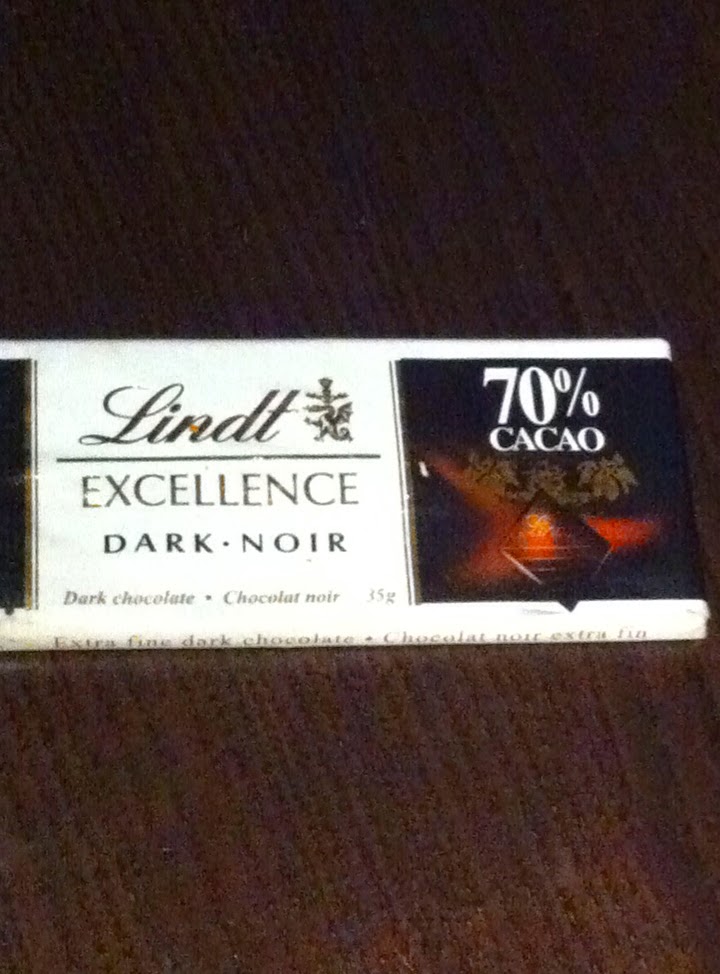 Lindt
EXCELLENCE
DARK·NOIR
Dark chocolate • Chocolat noir 35g
70%
CACAO
Extra fine dark chocolate • Chocolat noir extra fin